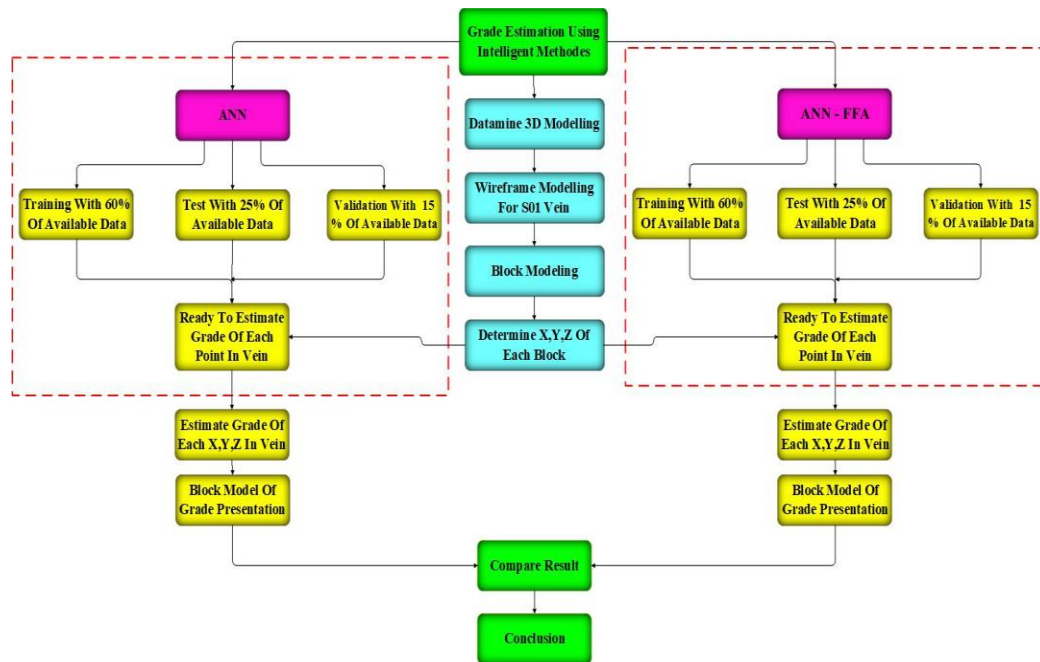 Grade Estimation Using
Intelligent Methodes
ANN
Datamine 3D Modelling
ANN - FFA
Training With 60%
Of Available Data
Test With 25% Of
Available Data
Validation With 15
% Of Available Data
Wireframe Modelling
For S01 Vein
Training With 60%
Of Available Data
Test With 25% Of
Available Data
Validation With 15
% Of Available Data
Block Modeling
Ready To Estimate
Grade Of Each
Point In Vein
Determine X,Y,Z Of
Each Block
Ready To Estimate
Grade Of Each
Point In Vein
Estimate Grade Of
Each X,Y,Z In Vein
Estimate Grade Of
Each X,Y,Z In Vein
Block Model Of
Grade Presentation
Block Model Of
Grade Presentation
Compare Result
Conclusion